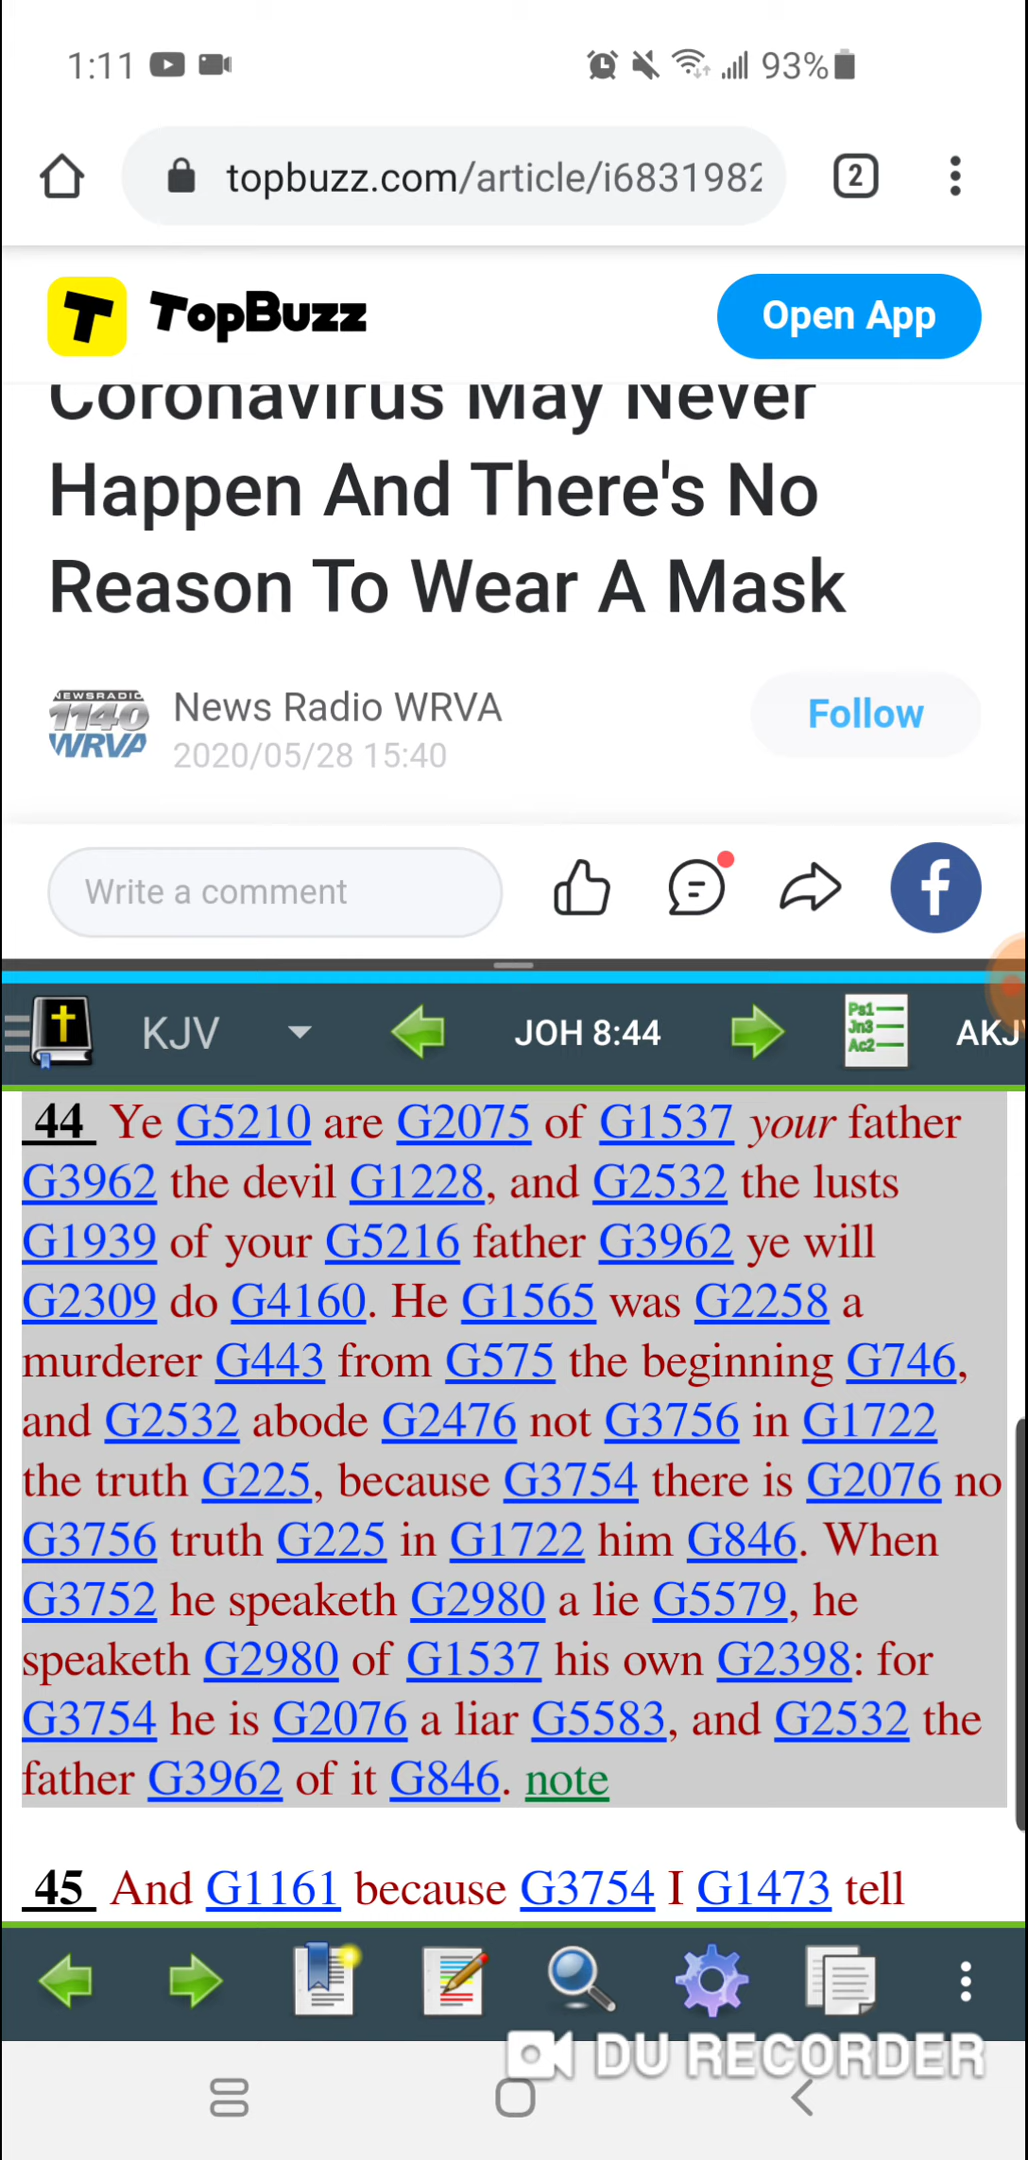 1:11 93%
topbuzz.com/article/i6831982
2
T TopBuzz Open App
Coronavirus May Never
Happen And There's No
Reason To Wear A Mask
NEWSRADIO
1140
WRVA
News Radio WRVA
2020/05/28 15:40
Follow
Write a comment
f
KJV JOH 8:44 AKJ
Ps1
Jn3
Ac2
44 Ye G5210 are G2075 of G1537 your father
G3962 the devil G1228, and G2532 the lusts
G1939 of your G5216 father G3962 ye will
G2309 do G4160. He G1565 was G2258 a
murderer G443 from G575 the beginning G746,
and G2532 abode G2476 not G3756 in G1722
the truth G225, because G3754 there is G2076 no
G3756 truth G225 in G1722 him G846. When
G3752 he speaketh G2980 a lie G5579, he
speaketh G2980 of G1537 his own G2398: for
G3754 he is G2076 a liar G5583, and G2532 the
father G3962 of it G846. note
45 And G1161 because G3754 I G1473 tell
DU RECORDER